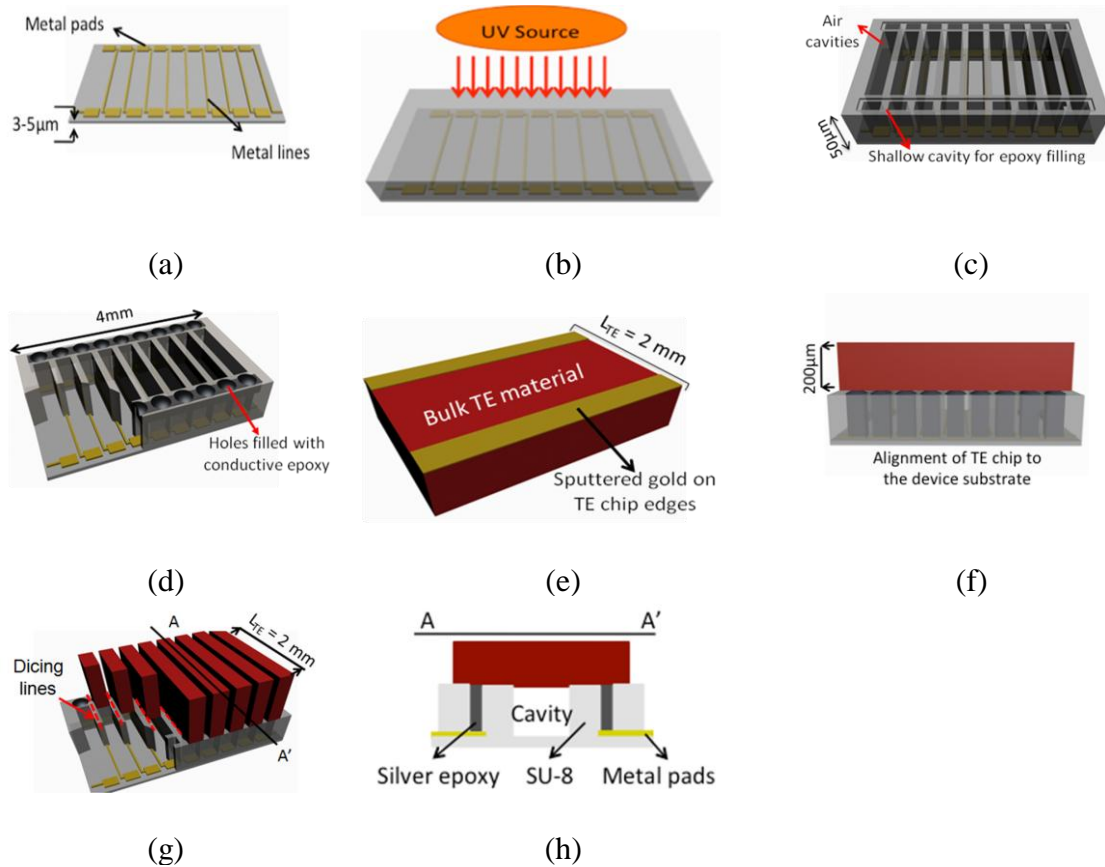 Metal pads
3-5μm
Metal lines
(a)
UV Source
(b)
Air
cavities
50μm
Shallow cavity for epoxy filling
(c)
4mm
Holes filled with
conductive epoxy
(d)
L_TE = 2 mm
Bulk TE material
Sputtered gold on
TE chip edges
(e)
200μm
Alignment of TE chip to
the device substrate
(f)
A
L_TE = 2 mm
Dicing
lines
A'
(g)
A A'
Cavity
Silver epoxy SU-8 Metal pads
(h)